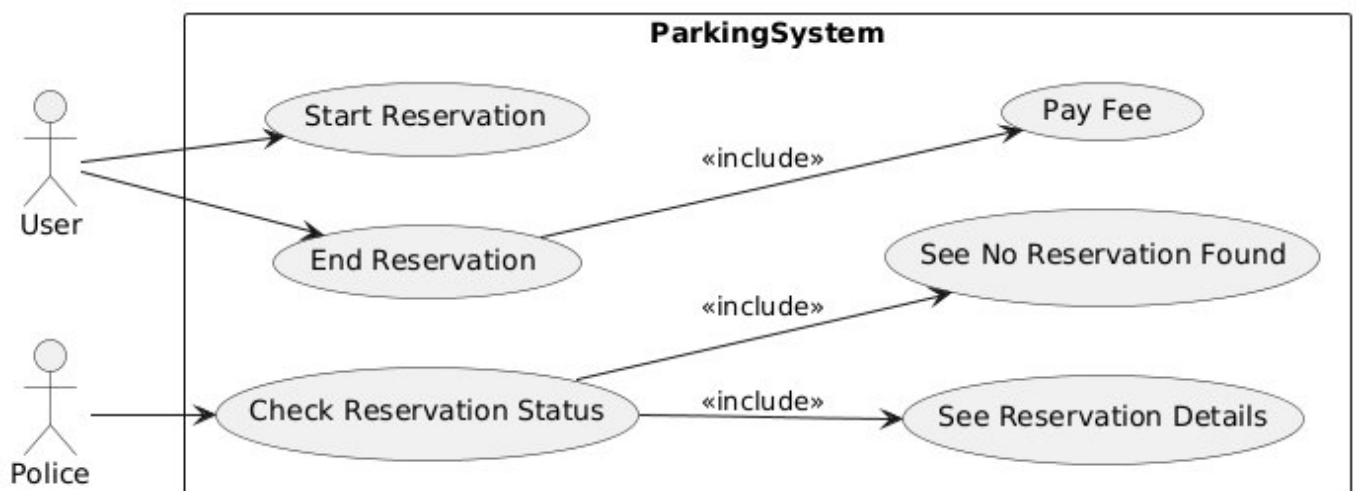 ParkingSystem
Start Reservation
Pay Fee
«include»
User
End Reservation
See No Reservation Found
«include»
Check Reservation Status
«include»
See Reservation Details
Police